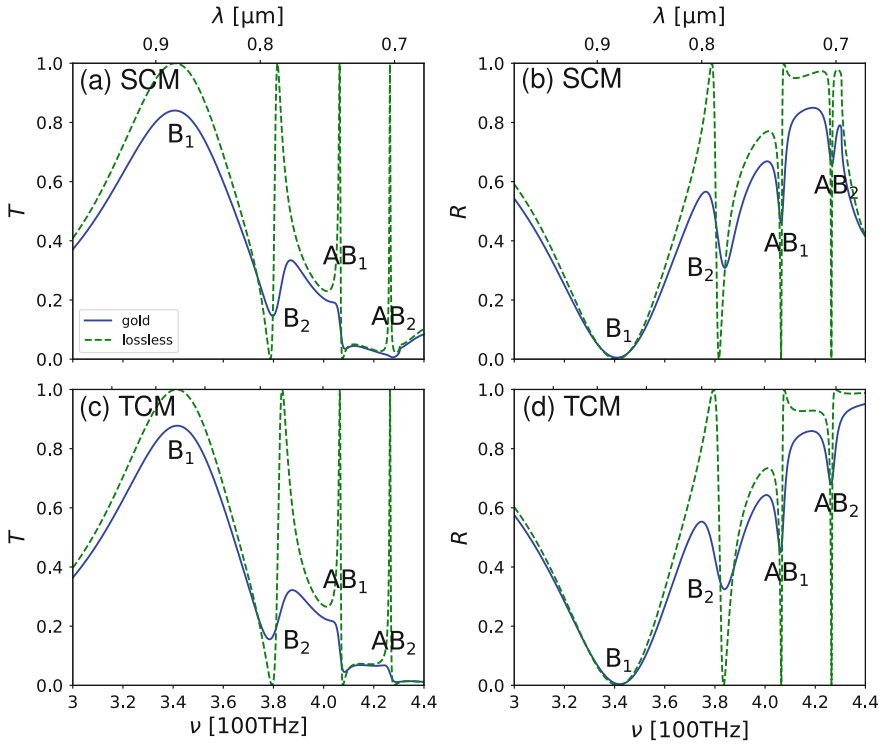 λ [μm]
λ [μm]
0.9 0.8 0.7
0.9 0.8 0.7
(a) SCM
1.0
0.8
0.6
0.4
0.2
0.0
T
B₁
B₂
AB₁
AB₂
gold
lossless
(b) SCM
1.0
0.8
0.6
0.4
0.2
0.0
R
B₁
B₂
AB₁
AB₂
(c) TCM
1.0
0.8
0.6
0.4
0.2
0.0
T
B₁
B₂
AB₁
AB₂
3.0 3.2 3.4 3.6 3.8 4.0 4.2 4.4
ν [100THz]
(d) TCM
1.0
0.8
0.6
0.4
0.2
0.0
R
B₁
B₂
AB₁
AB₂
3 3.2 3.4 3.6 3.8 4.0 4.2 4.4
ν [100THz]